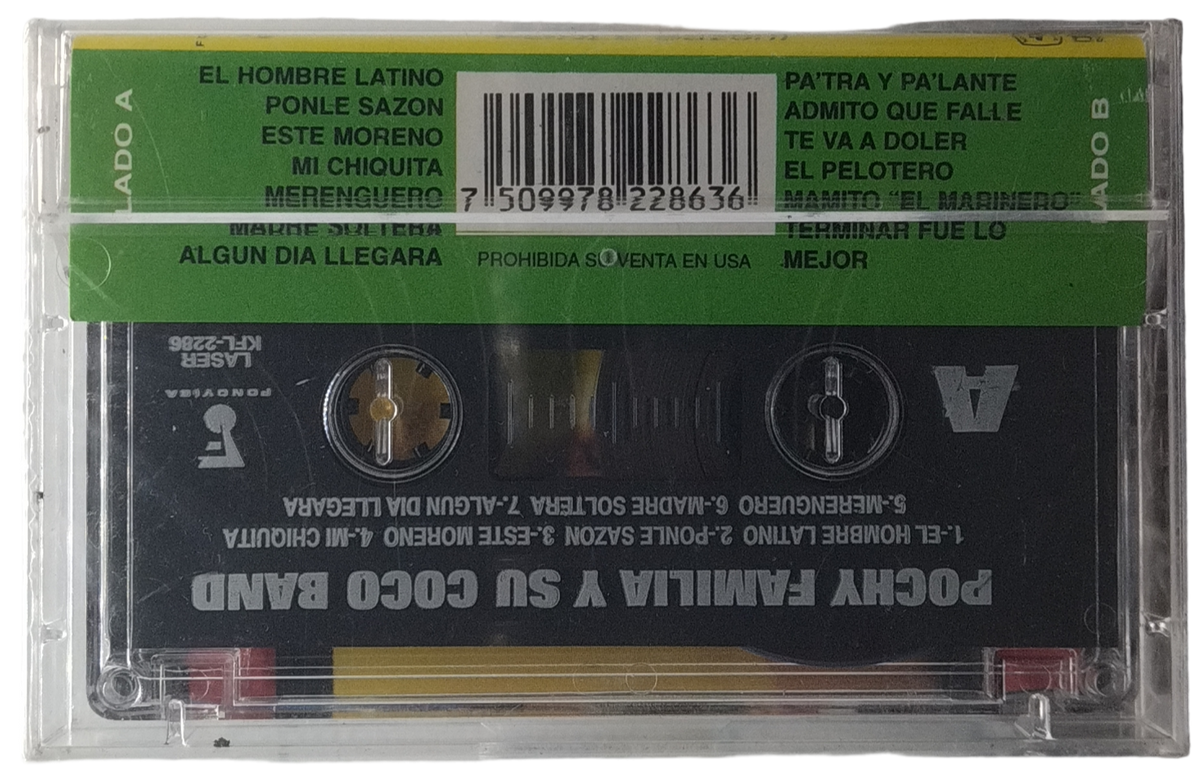 LADO A
EL HOMBRE LATINO
PONLE SAZON
ESTE MORENO
MI CHIQUITA
MERENGUERO
MADRE SOLTERA
ALGUN DIA LLEGARA
7 509978 228636
PROHIBIDA SU VENTA EN USA
PA'TRA Y PA'LANTE
ADMITO QUE FALLE
TE VA A DOLER
EL PELOTERO
MAMITO "EL MARINERO"
TERMINAR FUE LO
MEJOR
LADO B
POCHY FAMILIA Y SU COCO BAND
1.-EL HOMBRE LATINO 2.-PONLE SAZON 3.-ESTE MORENO 4.-MI CHIQUITA
5.-MERENGUERO 6.-MADRE SOLTERA 7.-ALGUN DIA LLEGARA
A
F
FONOVISA
LASER
KFL-2286